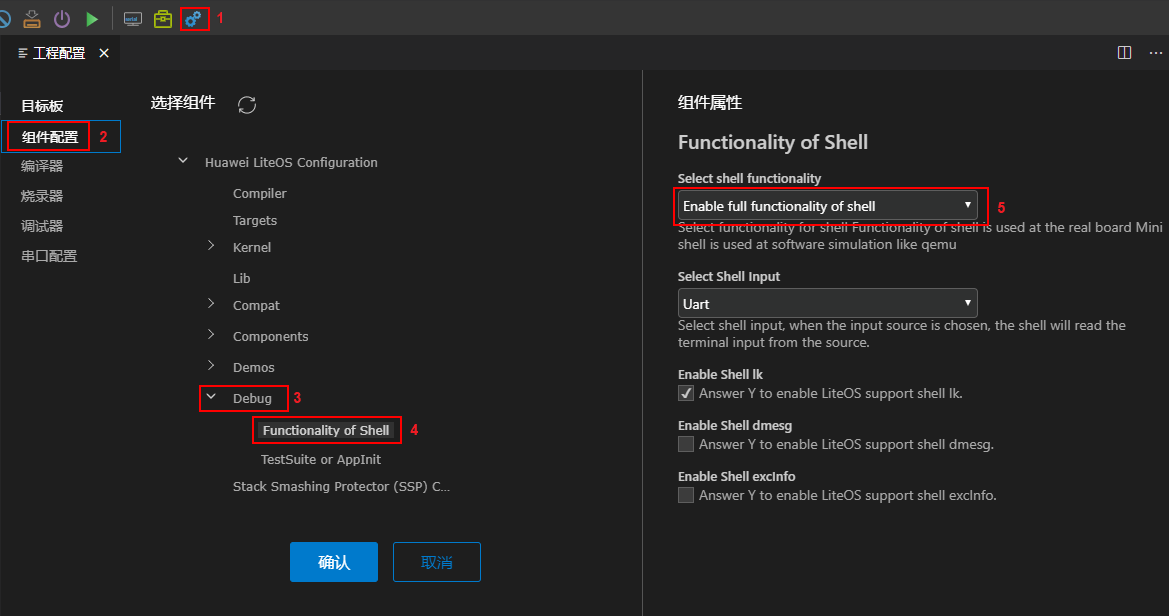 1
工程配置
目标板
组件配置 2
编译器
烧录器
调试器
串口配置
选择组件
Huawei LiteOS Configuration
Compiler
Targets
Kernel
Lib
Compat
Components
Demos
Debug 3
Functionality of Shell 4
TestSuite or AppInit
Stack Smashing Protector (SSP) C...
确认
取消
组件属性
Functionality of Shell
Select shell functionality
Enable full functionality of shell 5
Select functionality for shell Functionality of shell is used at the real board Mini
shell is used at software simulation like qemu
Select Shell Input
Uart
Select shell input, when the input source is chosen, the shell will read the
terminal input from the source.
Enable Shell lk
Answer Y to enable LiteOS support shell lk.
Enable Shell dmesg
Answer Y to enable LiteOS support shell dmesg.
Enable Shell excInfo
Answer Y to enable LiteOS support shell excInfo.